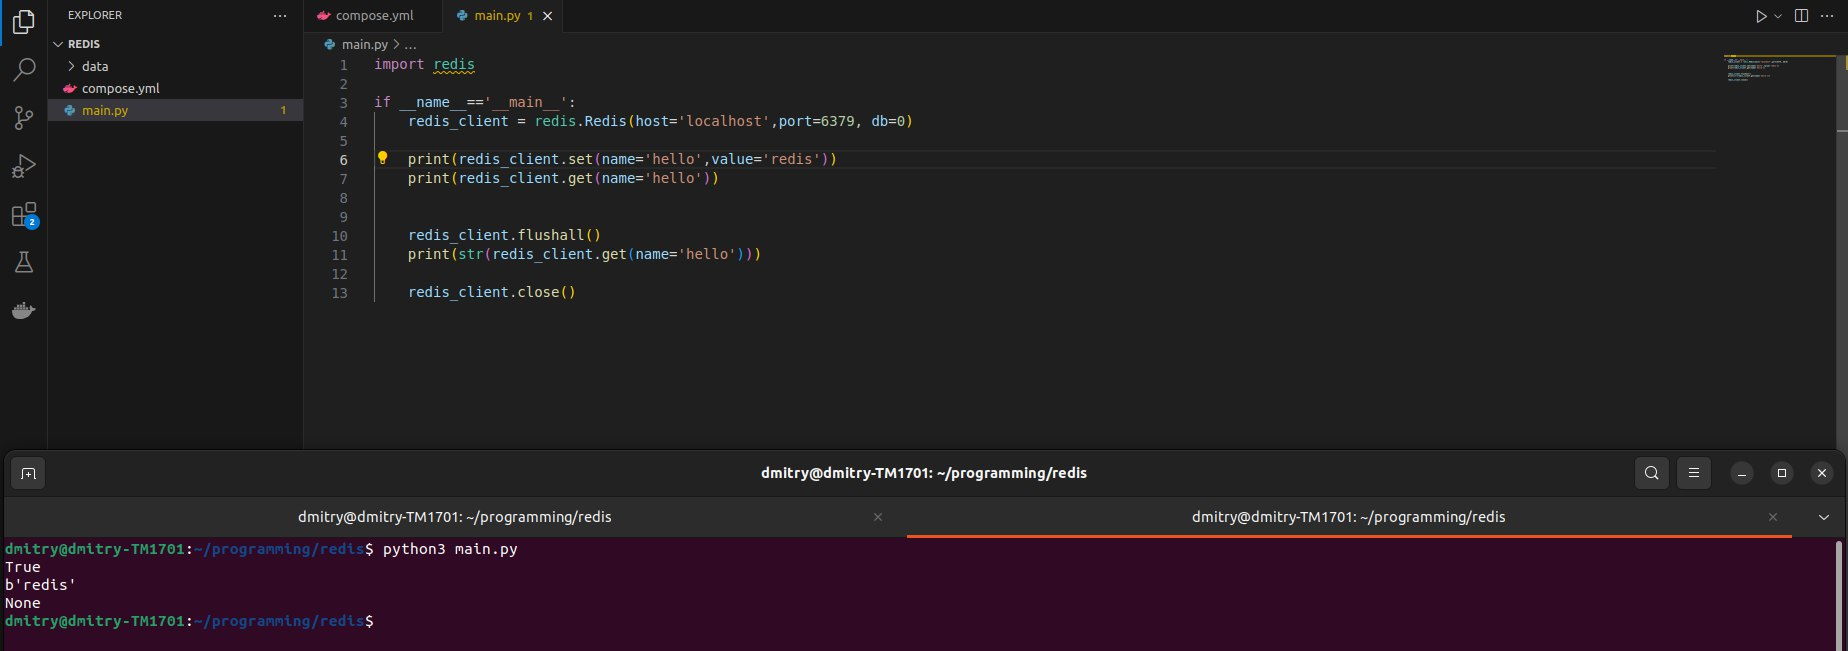 EXPLORER
REDIS
data
compose.yml
main.py 1
compose.yml
main.py 1
main.py > ...
1 import redis
2
3 if __name__=='__main__':
4 redis_client = redis.Redis(host='localhost',port=6379, db=0)
5
6 print(redis_client.set(name='hello',value='redis'))
7 print(redis_client.get(name='hello'))
8
9
10 redis_client.flushall()
11 print(str(redis_client.get(name='hello')))
12
13 redis_client.close()
2
dmitry@dmitry-TM1701: ~/programming/redis
dmitry@dmitry-TM1701: ~/programming/redis
dmitry@dmitry-TM1701: ~/programming/redis
dmitry@dmitry-TM1701:~/programming/redis$ python3 main.py
True
b'redis'
None
dmitry@dmitry-TM1701:~/programming/redis$